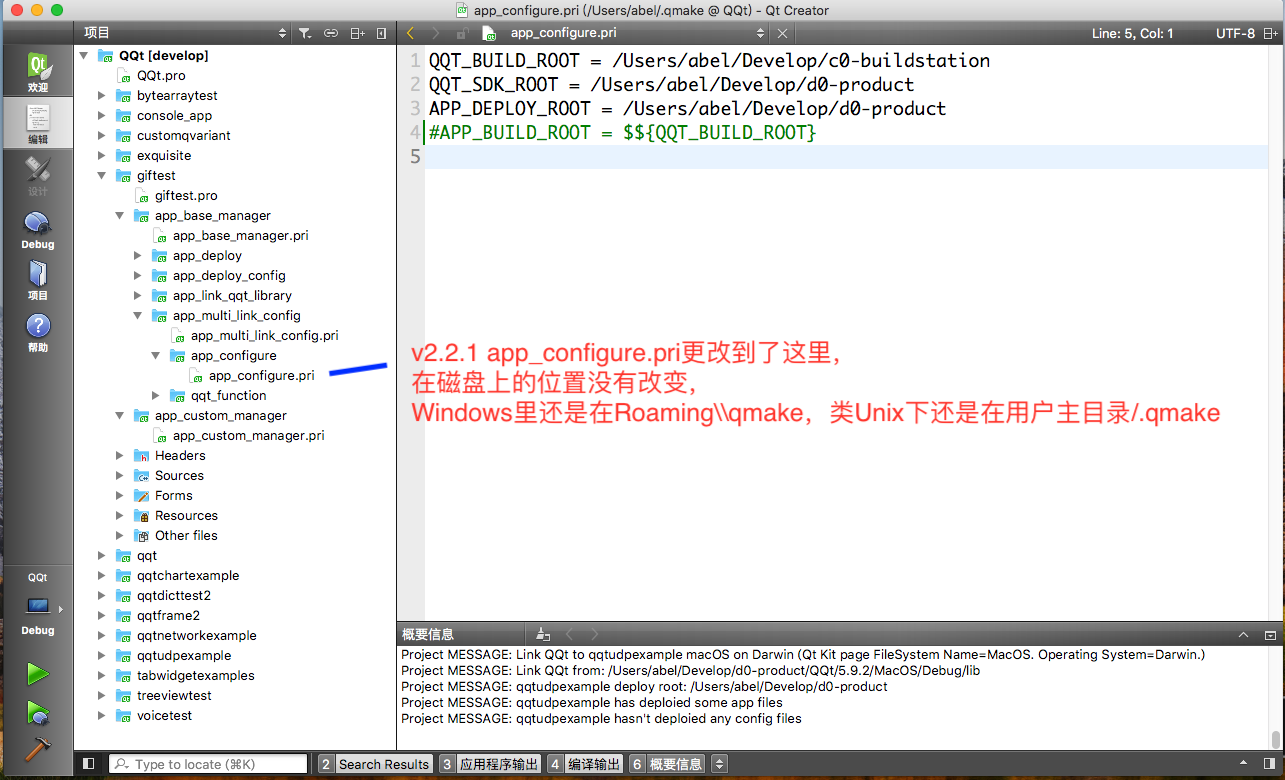 app_configure.pri (/Users/abel/.qmake @ QQt) - Qt Creator
项目
app_configure.pri
Line: 5, Col: 1
UTF-8
欢迎
编辑
设计
Debug
项目
帮助
QQt
Debug
QQt [develop]
QQt.pro
bytearraytest
console_app
customqvariant
exquisite
giftest
giftest.pro
app_base_manager
app_base_manager.pri
app_deploy
app_deploy_config
app_link_qqt_library
app_multi_link_config
app_multi_link_config.pri
app_configure
app_configure.pri
qqt_function
app_custom_manager
app_custom_manager.pri
Headers
Sources
Forms
Resources
Other files
qqt
qqtchartexample
qqtdicttest2
qqtframe2
qqtnetworkexample
qqtudpexample
tabwidgetexamples
treeviewtest
voicetest
1 QQT_BUILD_ROOT = /Users/abel/Develop/c0-buildstation
2 QQT_SDK_ROOT = /Users/abel/Develop/d0-product
3 APP_DEPLOY_ROOT = /Users/abel/Develop/d0-product
4 #APP_BUILD_ROOT = $${QQT_BUILD_ROOT}
5
v2.2.1 app_configure.pri更改到了这里，
在磁盘上的位置没有改变，
Windows里还是在Roaming\\qmake，类Unix下还是在用户主目录/.qmake
概要信息
Project MESSAGE: Link QQt to qqtudpexample macOS on Darwin (Qt Kit page FileSystem Name=MacOS. Operating System=Darwin.)
Project MESSAGE: Link QQt from: /Users/abel/Develop/d0-product/QQt/5.9.2/MacOS/Debug/lib
Project MESSAGE: qqtudpexample deploy root: /Users/abel/Develop/d0-product
Project MESSAGE: qqtudpexample has deploied some app files
Project MESSAGE: qqtudpexample hasn't deploied any config files
Type to locate (⌘K)
2 Search Results
3 应用程序输出
4 编译输出
6 概要信息